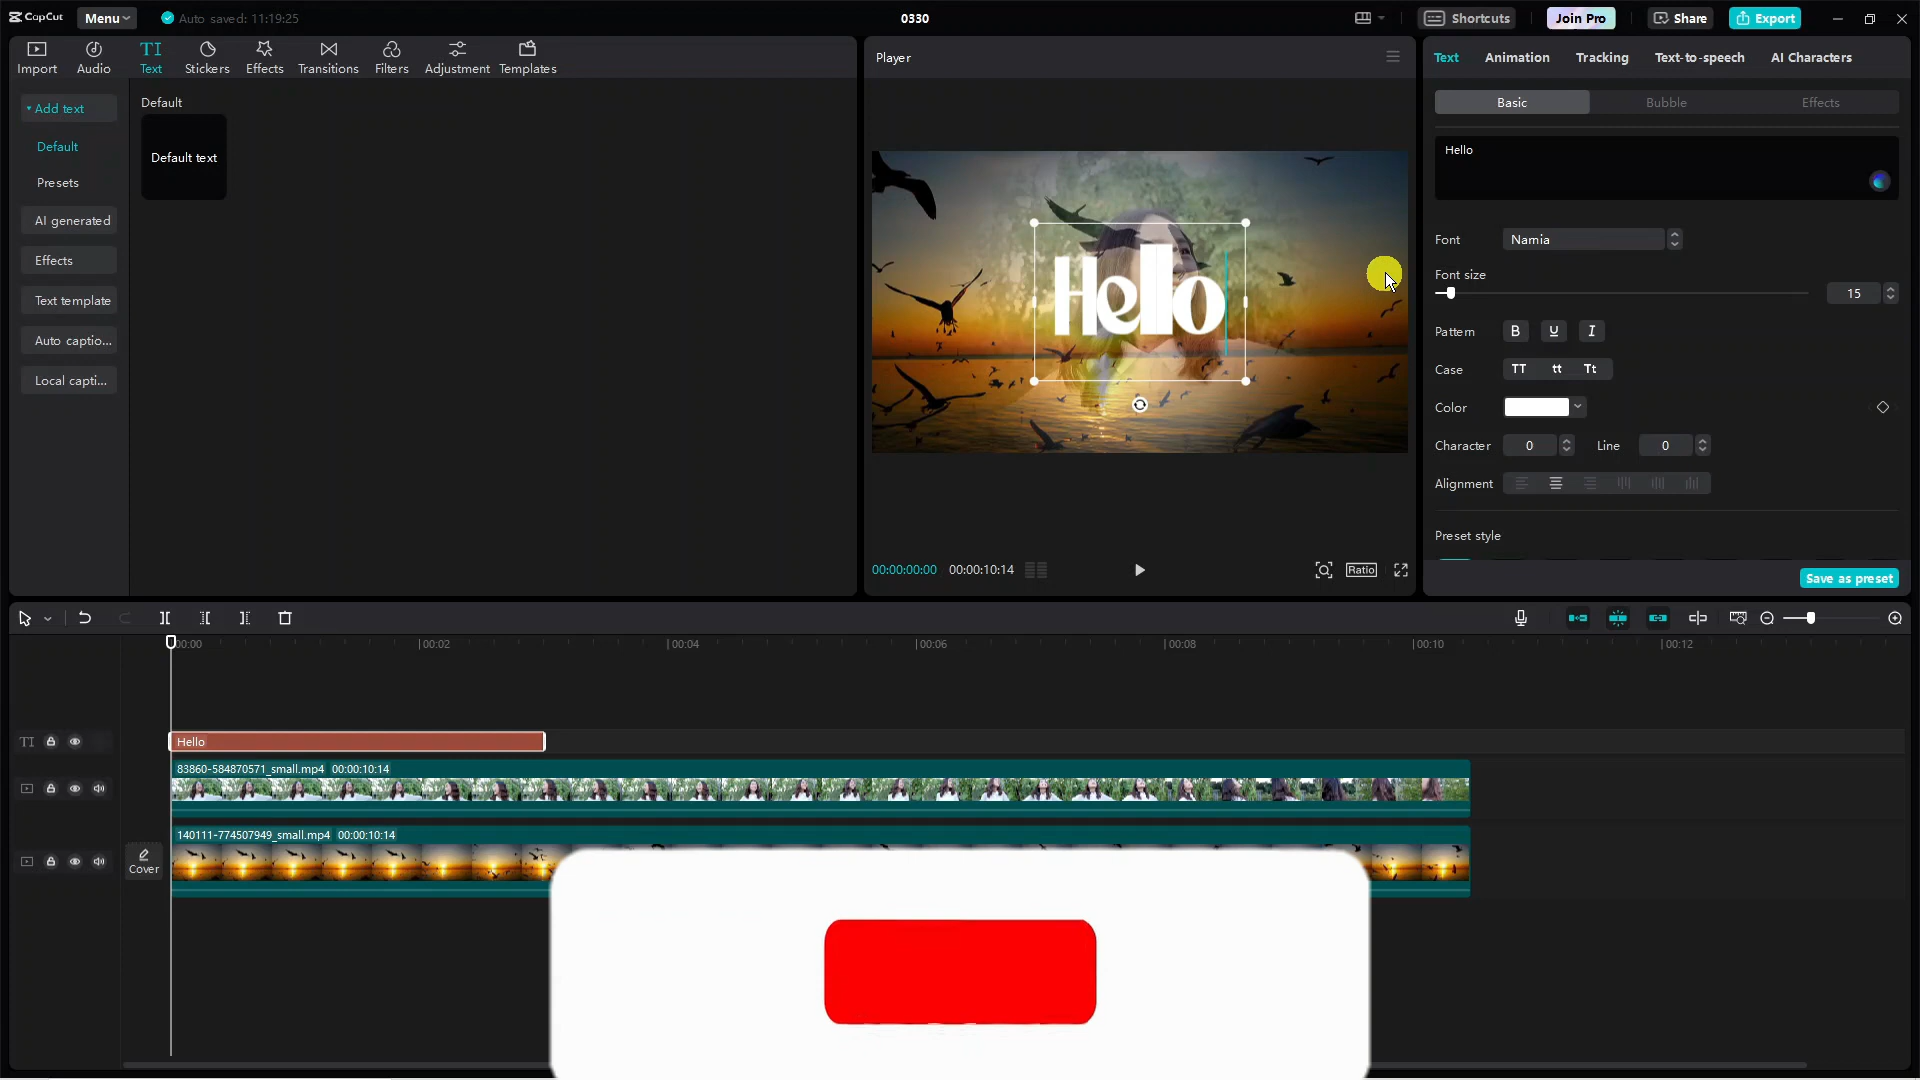 CapCut
Menu
Auto saved: 11:19:25
0330
Shortcuts
Join Pro
Share
Export
Import
Audio
TI
Text
Stickers
Effects
Transitions
Filters
Adjustment
Templates
Add text
Default
Presets
AI generated
Effects
Text template
Auto captio...
Local capti...
Default
Default text
Player
Hello
00:00:00:00
00:00:10:14
Ratio
Text
Animation
Tracking
Text-to-speech
AI Characters
Basic
Bubble
Effects
Hello
Font
Namia
Font size
15
Pattern
B
U
I
Case
TT
tt
Tt
Color
Character
0
Line
0
Alignment
Preset style
Save as preset
00:00
00:02
00:04
00:06
00:08
00:10
00:12
TI
Hello
83860-584870571_small.mp4 00:00:10:14
140111-774507949_small.mp4 00:00:10:14
Cover